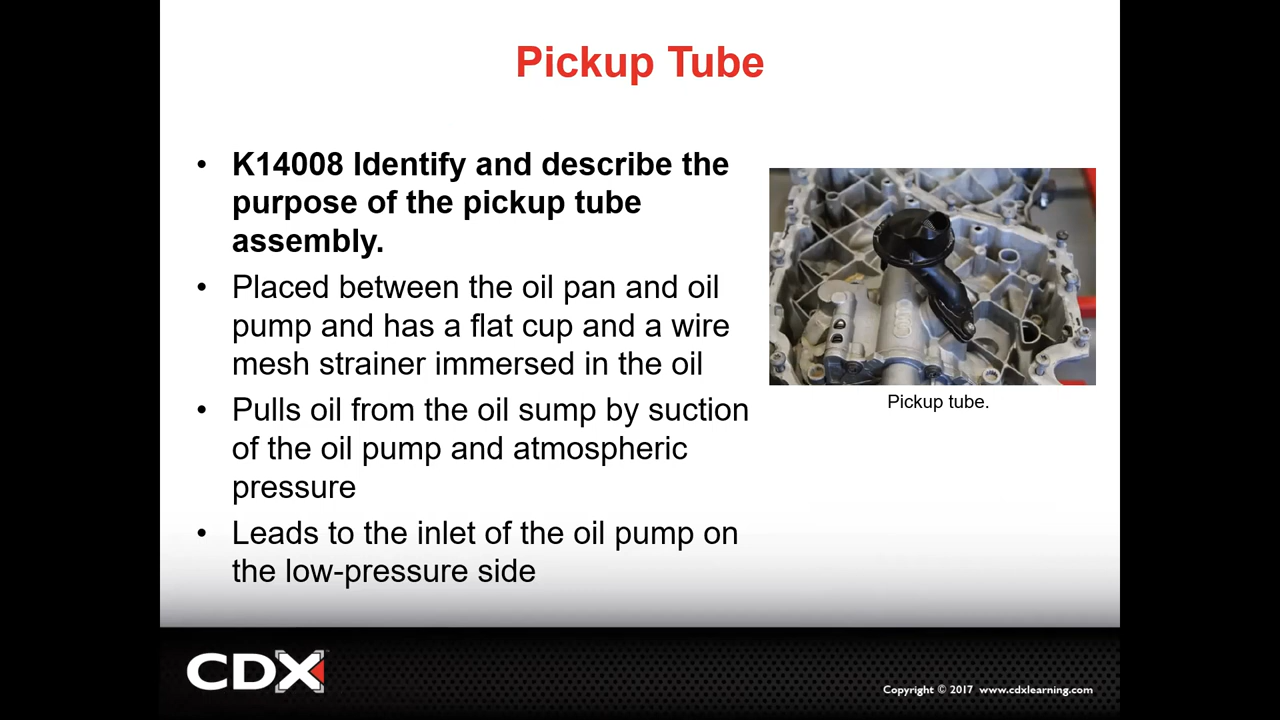 Pickup Tube
• K14008 Identify and describe the
purpose of the pickup tube
assembly.
• Placed between the oil pan and oil
pump and has a flat cup and a wire
mesh strainer immersed in the oil
• Pulls oil from the oil sump by suction
of the oil pump and atmospheric
pressure
• Leads to the inlet of the oil pump on
the low-pressure side
Pickup tube.
CDX
Copyright © 2017 www.cdxlearning.com